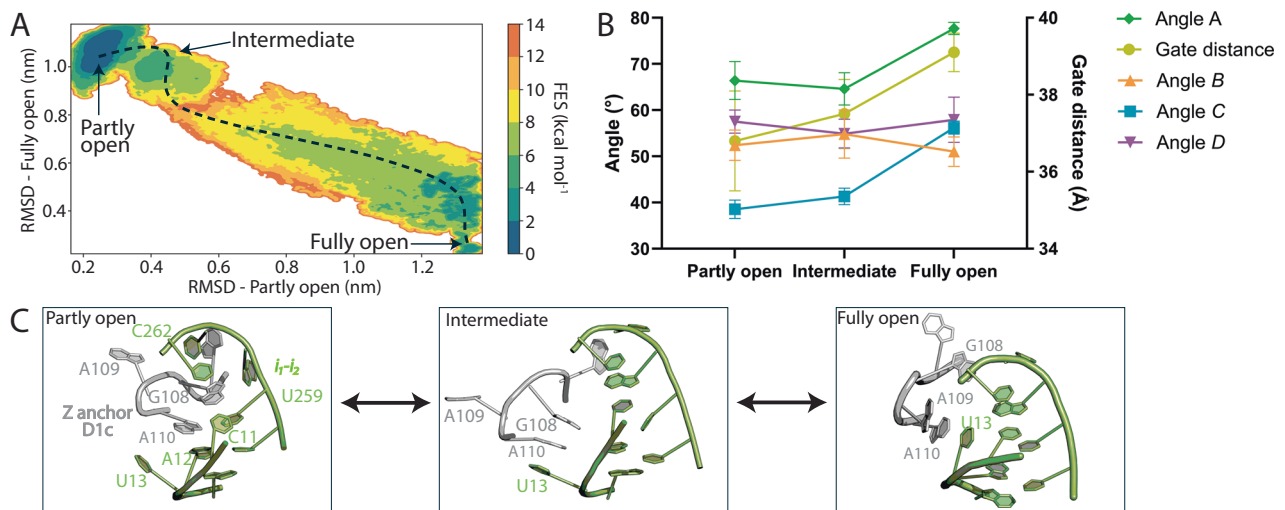 A
RMSD - Fully open (nm)
1.0
0.8
0.6
0.4
0.2
0.4
0.6
0.8
1.0
1.2
RMSD - Partly open (nm)
Intermediate
Partly
open
Fully open
14
12
10
8
6
4
2
0
FES (kcal mol⁻¹)
B
Angle (°)
80
70
60
50
40
30
40
38
36
34
Gate distance (Å)
Partly open
Intermediate
Fully open
Angle A
Gate distance
Angle B
Angle C
Angle D
C
Partly open
C262
A109
i₁-i₂
G108
U259
Z anchor
D1c
A110
C11
A12
U13
Intermediate
A109
G108
A110
U13
Fully open
G108
A109
U13
A110